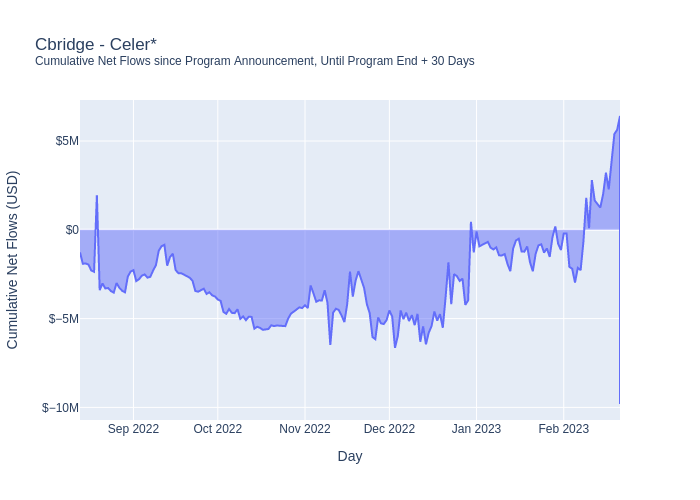 Cbridge - Celer*
Cumulative Net Flows since Program Announcement, Until Program End + 30 Days
Cumulative Net Flows (USD)
$5M
$0
$−5M
$−10M
Sep 2022
Oct 2022
Nov 2022
Dec 2022
Jan 2023
Feb 2023
Day